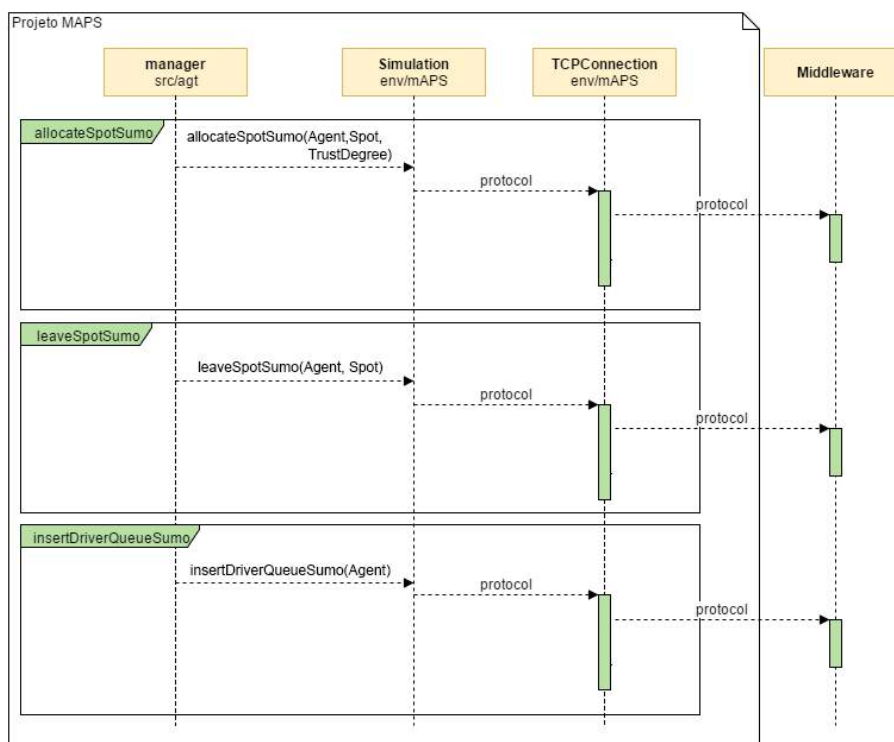 Projeto MAPS
manager
src/agt
Simulation
env/mAPS
TCPConnection
env/mAPS
Middleware
allocateSpotSumo
allocateSpotSumo(Agent,Spot,
TrustDegree)
protocol
protocol
leaveSpotSumo
leaveSpotSumo(Agent, Spot)
protocol
protocol
insertDriverQueueSumo
insertDriverQueueSumo(Agent)
protocol
protocol